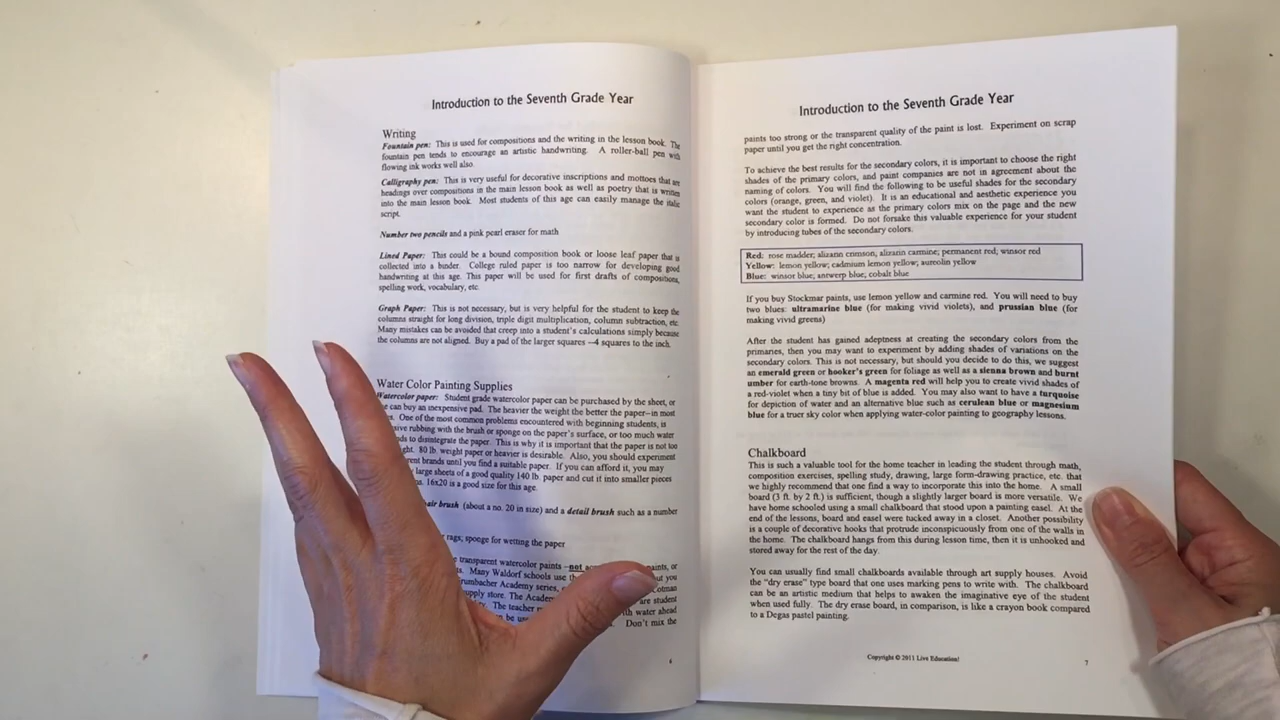 Introduction to the Seventh Grade Year
Writing
Fountain pen: This is used for compositions and the writing in the lesson book. The
fountain pen tends to encourage an artistic handwriting. A roller-ball pen with
flowing ink works well also.
Calligraphy pen: This is very useful for decorative inscriptions and mottoes that are
headings over compositions in the main lesson book as well as poetry that is written
into the main lesson book. Most students of this age can easily manage the italic
script.
Number two pencils and a pink pearl eraser for math
Lined Paper: This could be a bound composition book or loose leaf paper that is
collected into a binder. College ruled paper is too narrow for developing good
handwriting at this age. This paper will be used for first drafts of compositions,
spelling work, vocabulary, etc.
Graph Paper: This is not necessary, but is very helpful for the student to keep the
columns straight for long division, triple digit multiplication, column subtraction, etc.
Many mistakes can be avoided that creep into a student's calculations simply because
the columns are not aligned. Buy a pad of the larger squares --4 squares to the inch.
Water Color Painting Supplies
Watercolor paper: Student grade watercolor paper can be purchased by the sheet, or
can buy an inexpensive pad. The heavier the weight the better the paper--in most
One of the most common problems encountered with beginning students, is
rubbing with the brush or sponge on the paper's surface, or too much water
to disintegrate the paper. This is why it is important that the paper is not too
80 lb. weight paper or heavier is desirable. Also, you should experiment
brands until you find a suitable paper. If you can afford it, you may
large sheets of a good quality 140 lb. paper and cut it into smaller pieces
16x20 is a good size for this age.
brush (about a no. 20 in size) and a detail brush such as a number
rags; sponge for wetting the paper
transparent watercolor paints --not
Many Waldorf schools use
Academy series, you
supply store. The are student
The teacher with water ahead
Don't mix the
6
Introduction to the Seventh Grade Year
paints too strong or the transparent quality of the paint is lost. Experiment on scrap
paper until you get the right concentration.
To achieve the best results for the secondary colors, it is important to choose the right
shades of the primary colors, and paint companies are not in agreement about the
naming of colors. You will find the following to be useful shades for the secondary
colors (orange, green, and violet). It is an educational and aesthetic experience you
want the student to experience as the primary colors mix on the page and the new
secondary color is formed. Do not forsake this valuable experience for your student
by introducing tubes of the secondary colors.
Red: rose madder; alizarin crimson, alizarin carmine; permanent red; winsor red
Yellow: lemon yellow; cadmium lemon yellow; aureolin yellow
Blue: winsor blue; antwerp blue; cobalt blue
If you buy Stockmar paints, use lemon yellow and carmine red. You will need to buy
two blues: ultramarine blue (for making vivid violets), and prussian blue (for
making vivid greens)
After the student has gained adeptness at creating the secondary colors from the
primaries, then you may want to experiment by adding shades of variations on the
secondary colors. This is not necessary, but should you decide to do this, we suggest
an emerald green or hooker's green for foliage as well as a sienna brown and burnt
umber for earth-tone browns. A magenta red will help you to create vivid shades of
a red-violet when a tiny bit of blue is added. You may also want to have a turquoise
for depiction of water and an alternative blue such as cerulean blue or magnesium
blue for a truer sky color when applying water-color painting to geography lessons.
Chalkboard
This is such a valuable tool for the home teacher in leading the student through math,
composition exercises, spelling study, drawing, large form-drawing practice, etc. that
we highly recommend that one find a way to incorporate this into the home. A small
board (3 ft. by 2 ft.) is sufficient, though a slightly larger board is more versatile. We
have home schooled using a small chalkboard that stood upon a painting easel. At the
end of the lessons, board and easel were tucked away in a closet. Another possibility
is a couple of decorative hooks that protrude inconspicuously from one of the walls in
the home. The chalkboard hangs from this during lesson time, then it is unhooked and
stored away for the rest of the day.
You can usually find small chalkboards available through art supply houses. Avoid
the "dry erase" type board that one uses marking pens to write with. The chalkboard
can be an artistic medium that helps to awaken the imaginative eye of the student
when used fully. The dry erase board, in comparison, is like a crayon book compared
to a Degas pastel painting.
Copyright © 2011 Live Education!
7